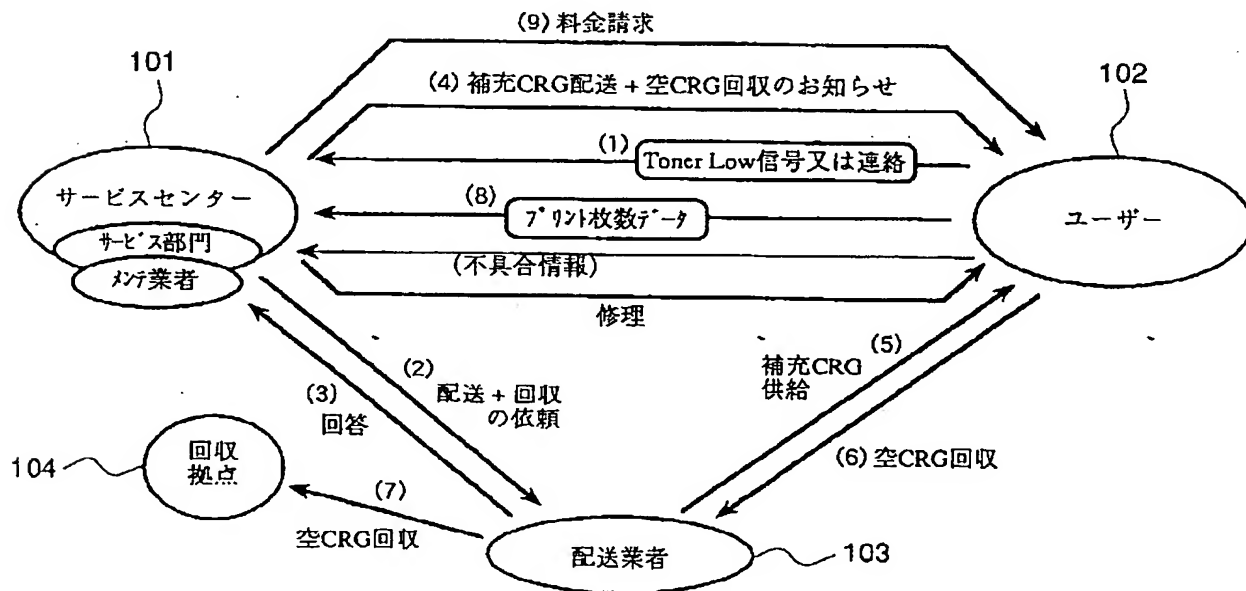 (9) 料金請求
101
(4) 補充CRG配送 + 空CRG回収のお知らせ
102
(1) Toner Low信号又は連絡
サービスセンター
(8) プリント枚数データ
ユーザー
サービス部門
(不具合情報)
メンテ業者
修理
(2)
配送 + 回収
の依頼
(3)
回答
(5)
補充CRG
供給
(6) 空CRG回収
104
回収
拠点
(7)
空CRG回収
配送業者
103